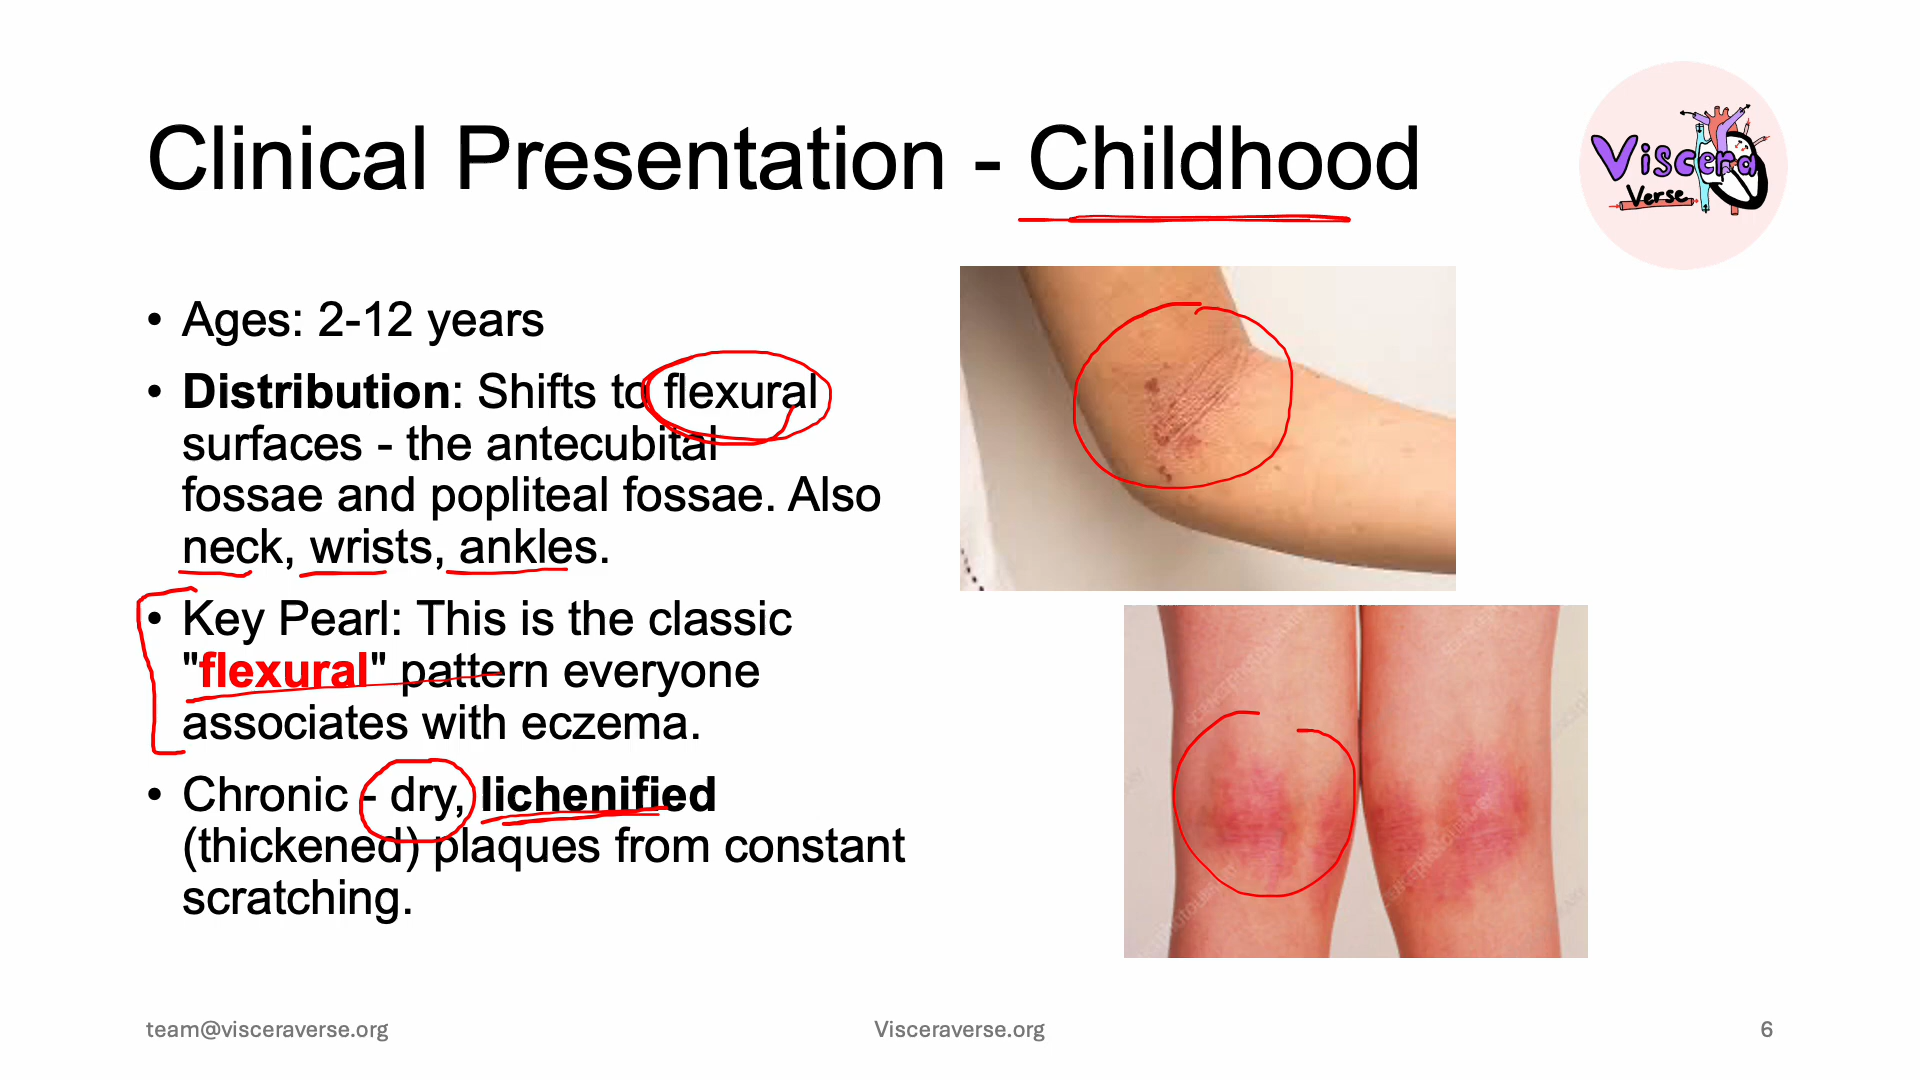 Clinical Presentation - Childhood
Viscera
Verse
• Ages: 2-12 years
• Distribution: Shifts to flexural
surfaces - the antecubital
fossae and popliteal fossae. Also
neck, wrists, ankles.
• Key Pearl: This is the classic
"flexural" pattern everyone
associates with eczema.
• Chronic - dry, lichenified
(thickened) plaques from constant
scratching.
team@visceraverse.org
Visceraverse.org
6